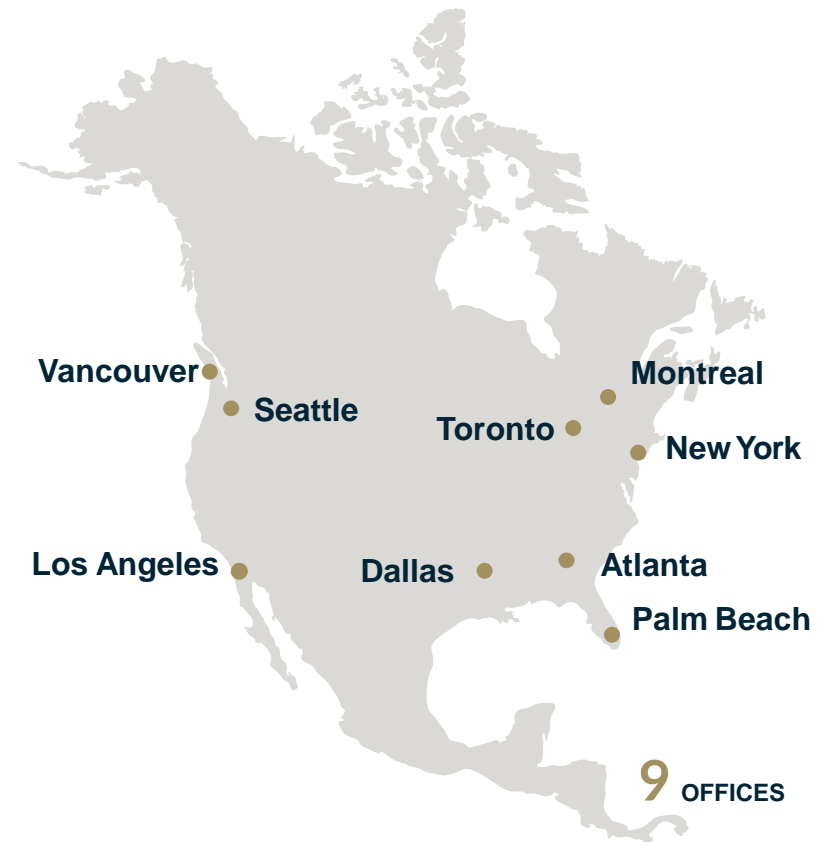 Vancouver
Seattle
Montreal
Toronto
New York
Los Angeles
Dallas
Atlanta
Palm Beach
9 OFFICES